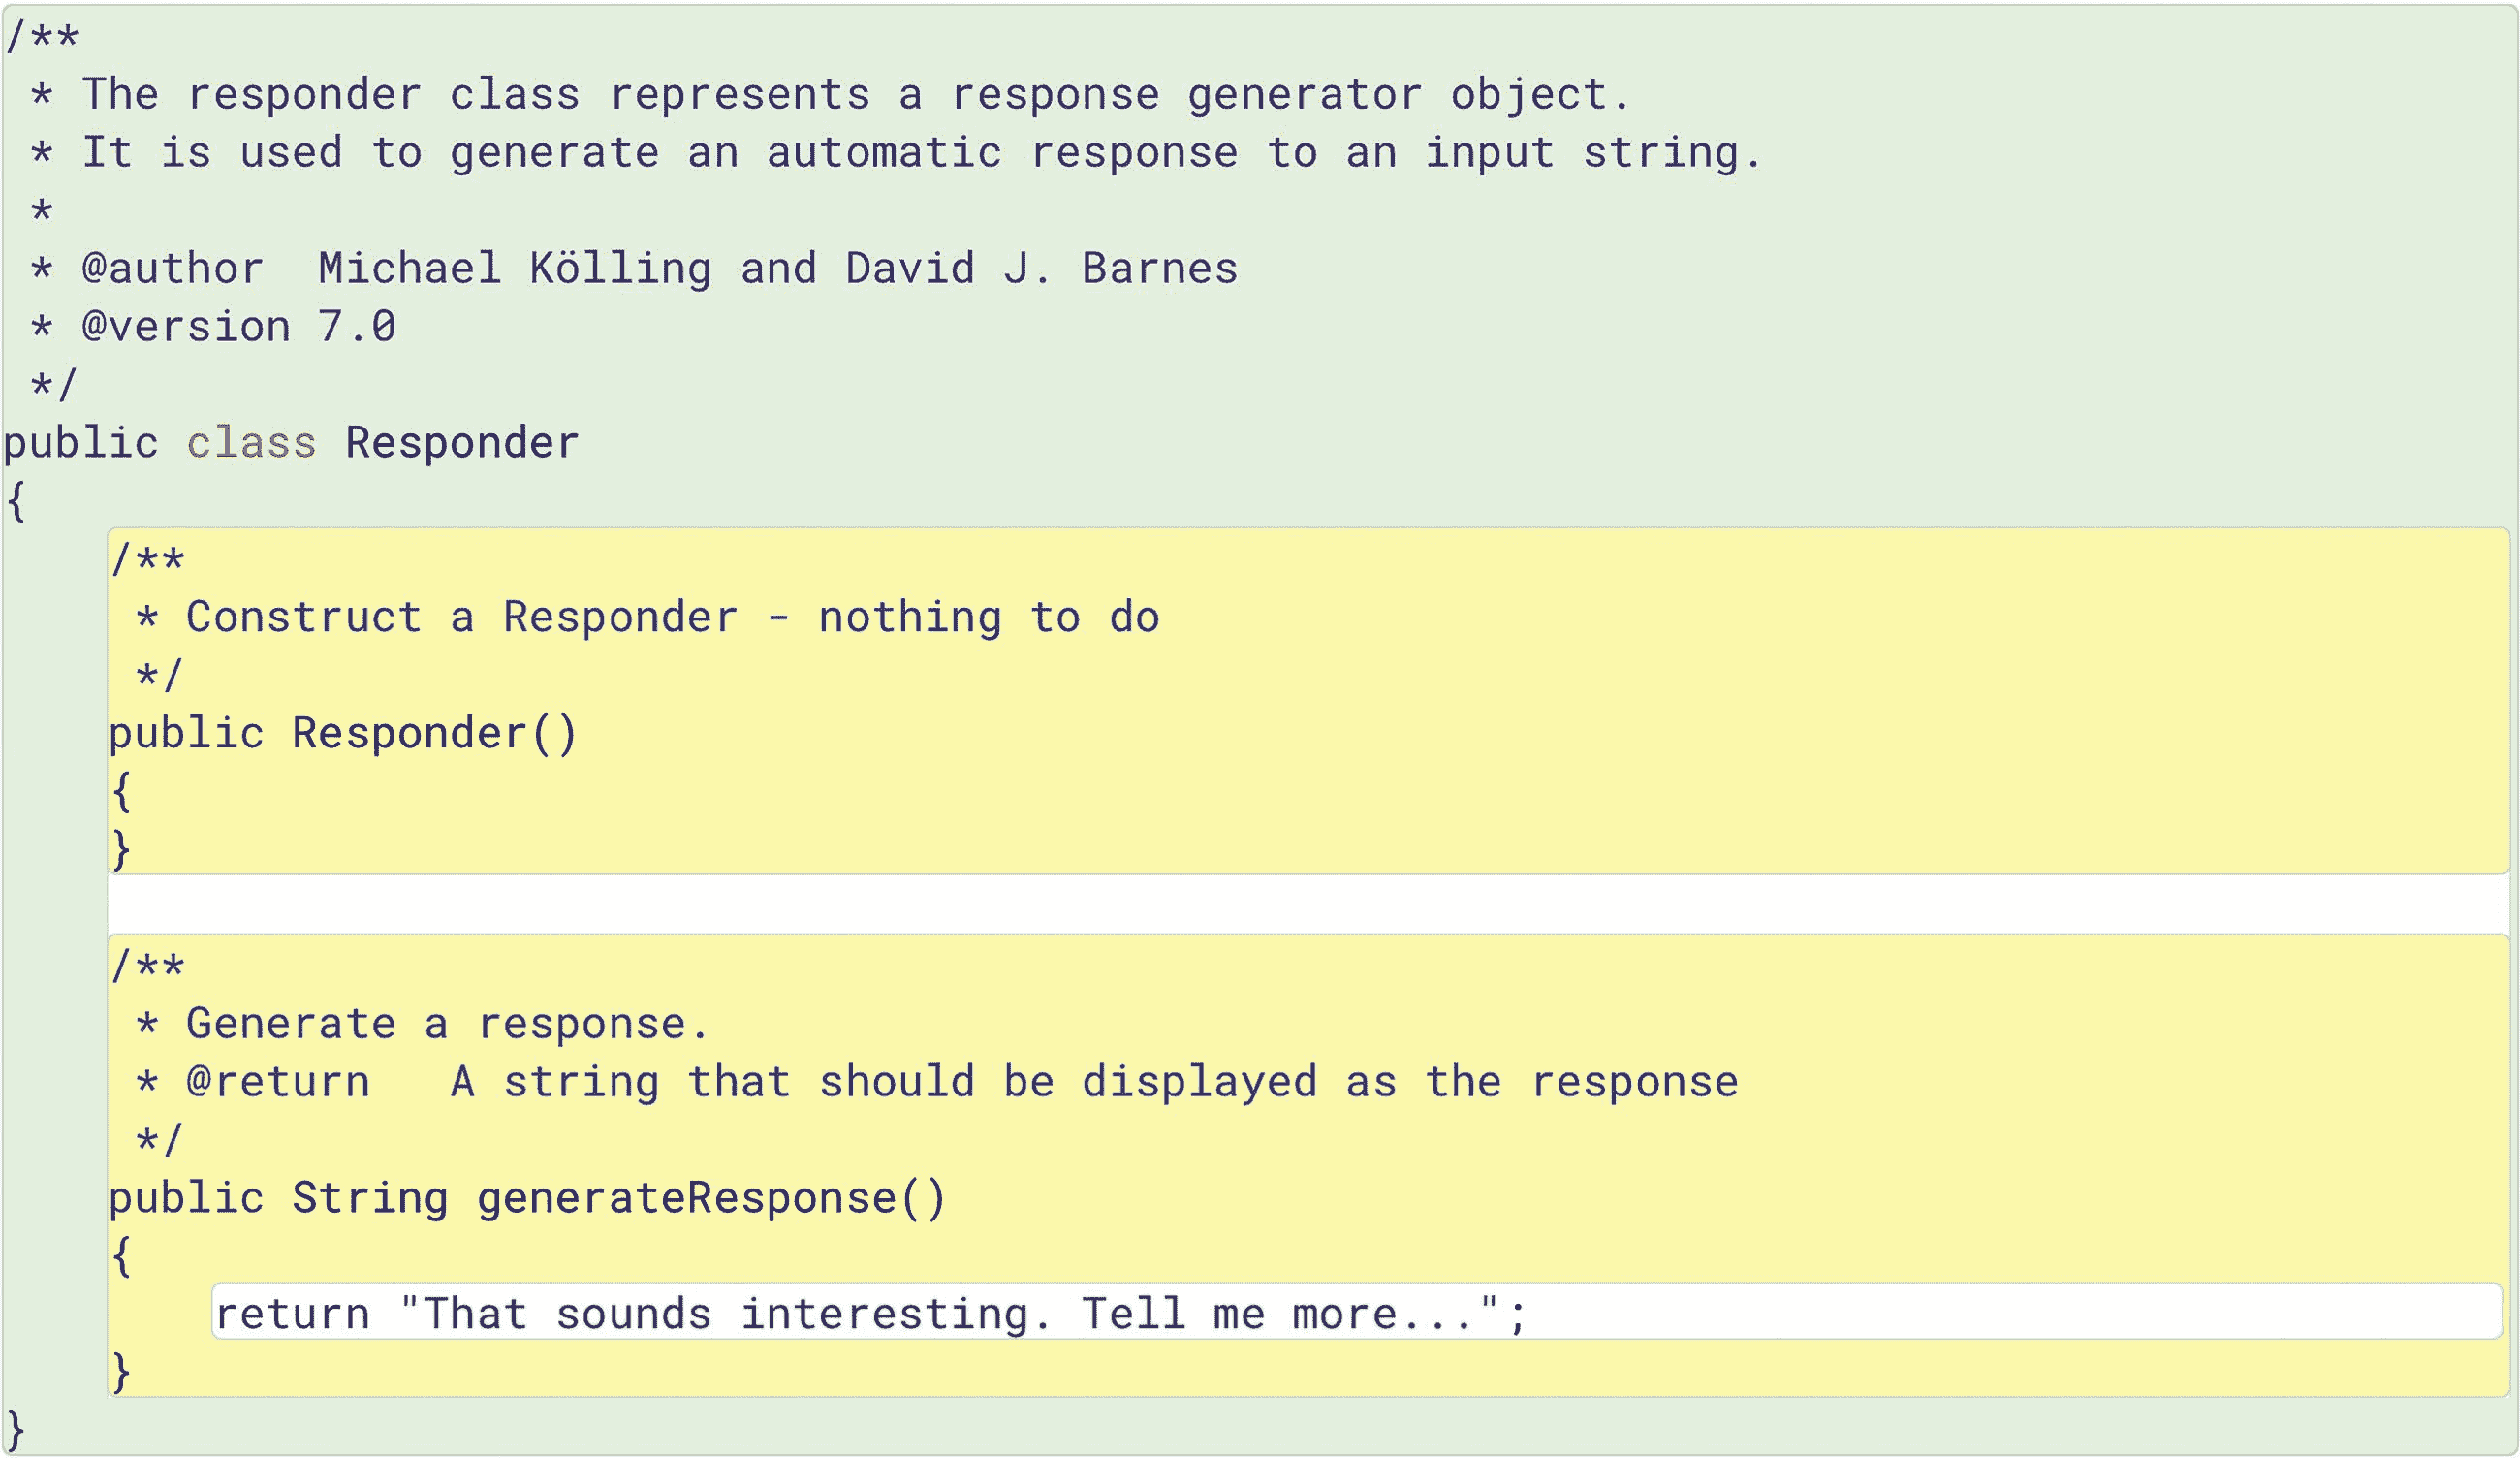 /**
 * The responder class represents a response generator object.
 * It is used to generate an automatic response to an input string.
 *
 * @author  Michael Kölling and David J. Barnes
 * @version 7.0
 */
public class Responder
{
    /**
     * Construct a Responder - nothing to do
     */
    public Responder()
    {
    }
    /**
     * Generate a response.
     * @return   A string that should be displayed as the response
     */
    public String generateResponse()
    {
        return "That sounds interesting. Tell me more...";
    }
}